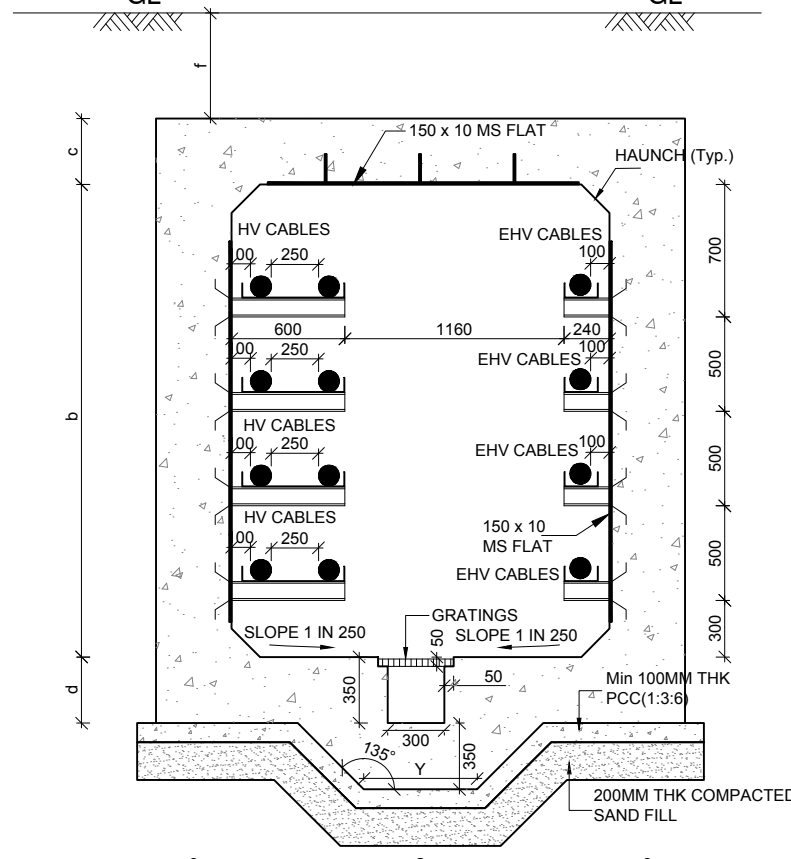 GL GL
f
c
150 x 10 MS FLAT
HAUNCH (Typ.)
HV CABLES EHV CABLES
00 250 100
700
600 1160 240
00 250 EHV CABLES 100
500
b
HV CABLES
00 250 EHV CABLES 100
500
HV CABLES
150 x 10
MS FLAT
00 250
EHV CABLES
500
GRATINGS
SLOPE 1 IN 250 50 SLOPE 1 IN 250
300
d
350
50
Min 100MM THK
PCC(1:3:6)
300
350
135°
Y
200MM THK COMPACTED
SAND FILL